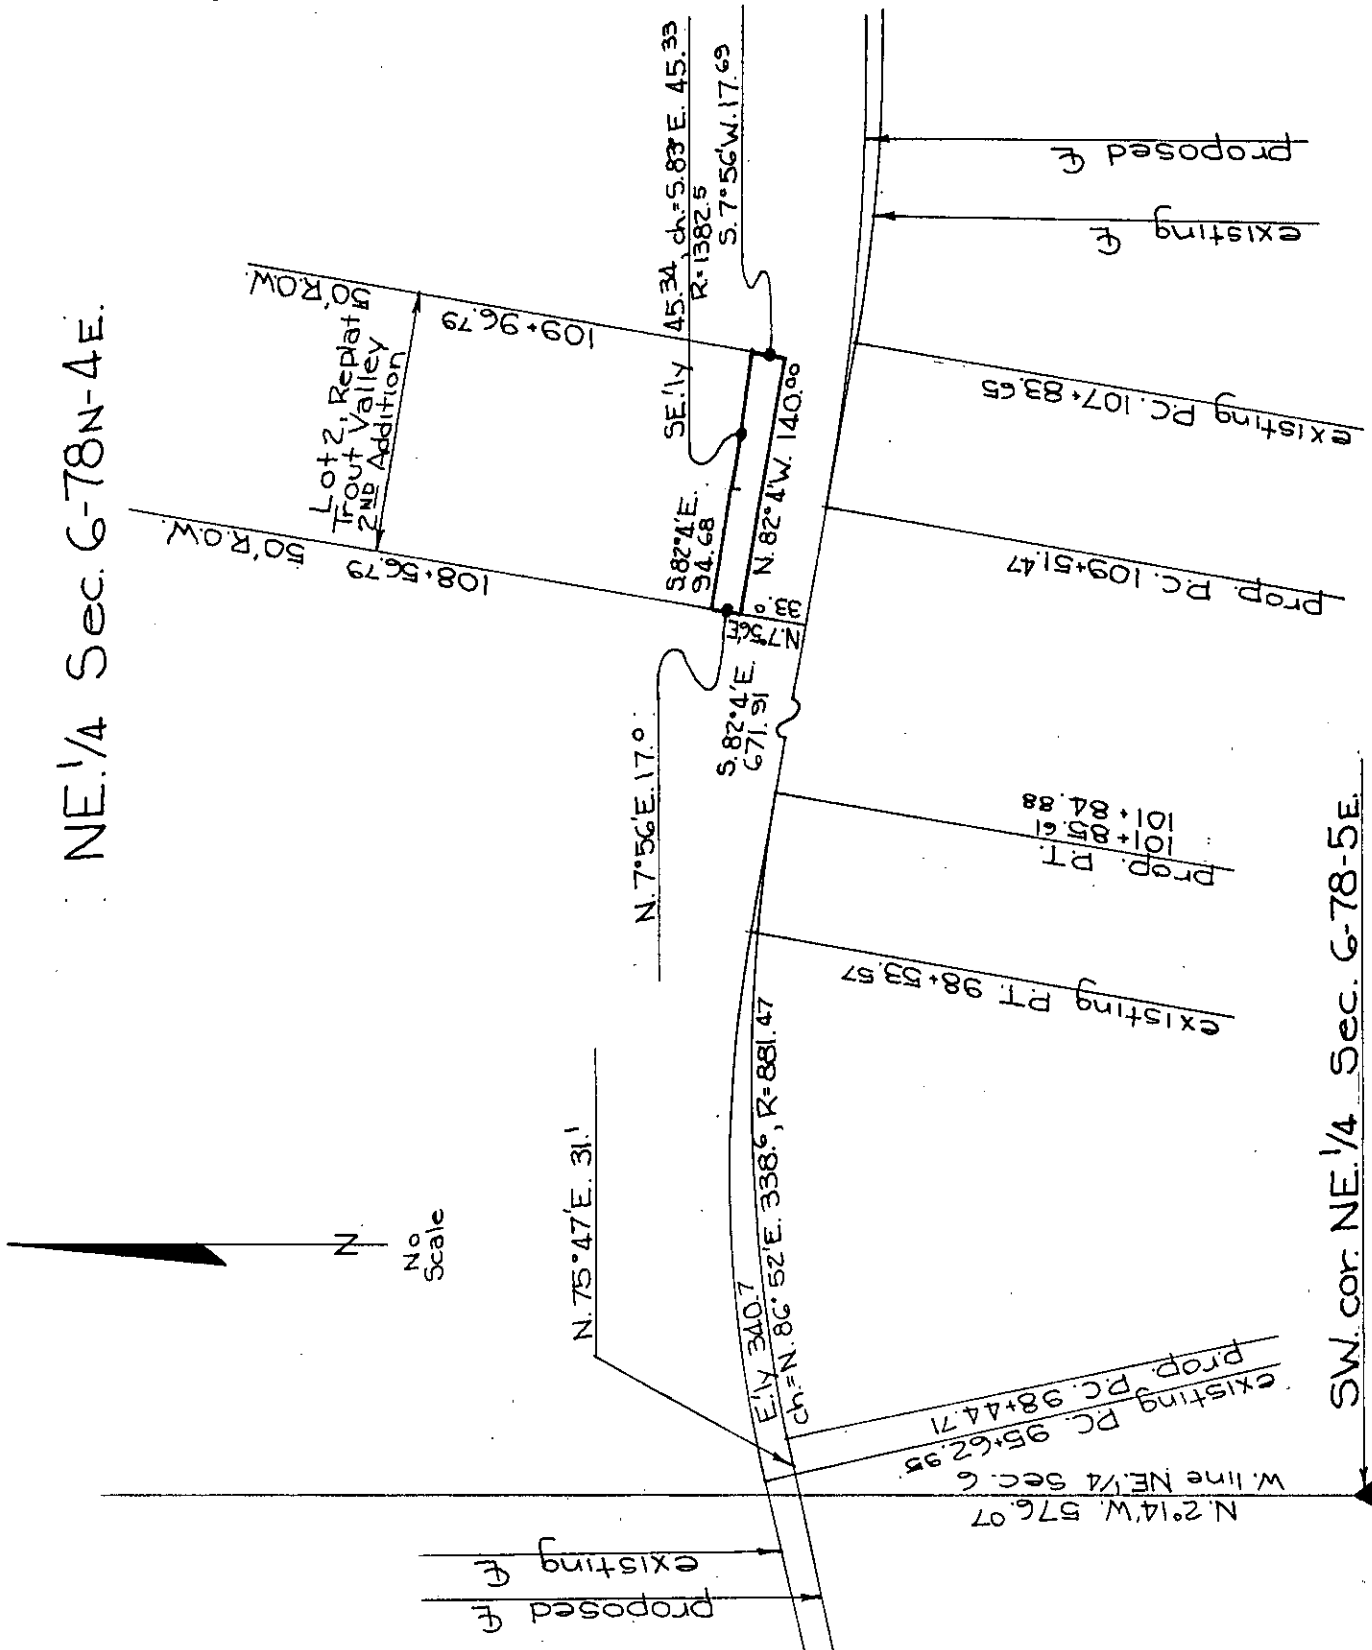 NE.1/4 Sec. 6-78N-4E.
N
No
Scale
50' R.O.W.
109+96.79
Lot 2, Replat 1
Trout Valley
2ND Addition
50' R.O.W.
108+56.79
SE.'ly 45.34, ch.=S.83°E. 45.33
R=1382.5
S.7°56'W.17.69
S.82°4'E.
94.68
N.82°4'W. 140.00
33.0
N.7°56'E
N.7°56'E.17.0
S.82°4'E.
671.91
N.75°47'E. 31.1
E.'ly 340.7
ch=N.86°52'E. 338.6, R=881.47
existing ℄
proposed ℄
proposed ℄
existing ℄
existing P.C. 107+83.65
prop. P.C. 109+51.47
prop. P.T.
101+85.61
101+84.88
existing P.T. 98+53.57
prop. P.C. 98+44.71
existing P.C. 95+62.95
W. line NE.1/4 Sec. 6
N.2°14'W. 576.07
SW. cor. NE.1/4 Sec. 6-78-5E.